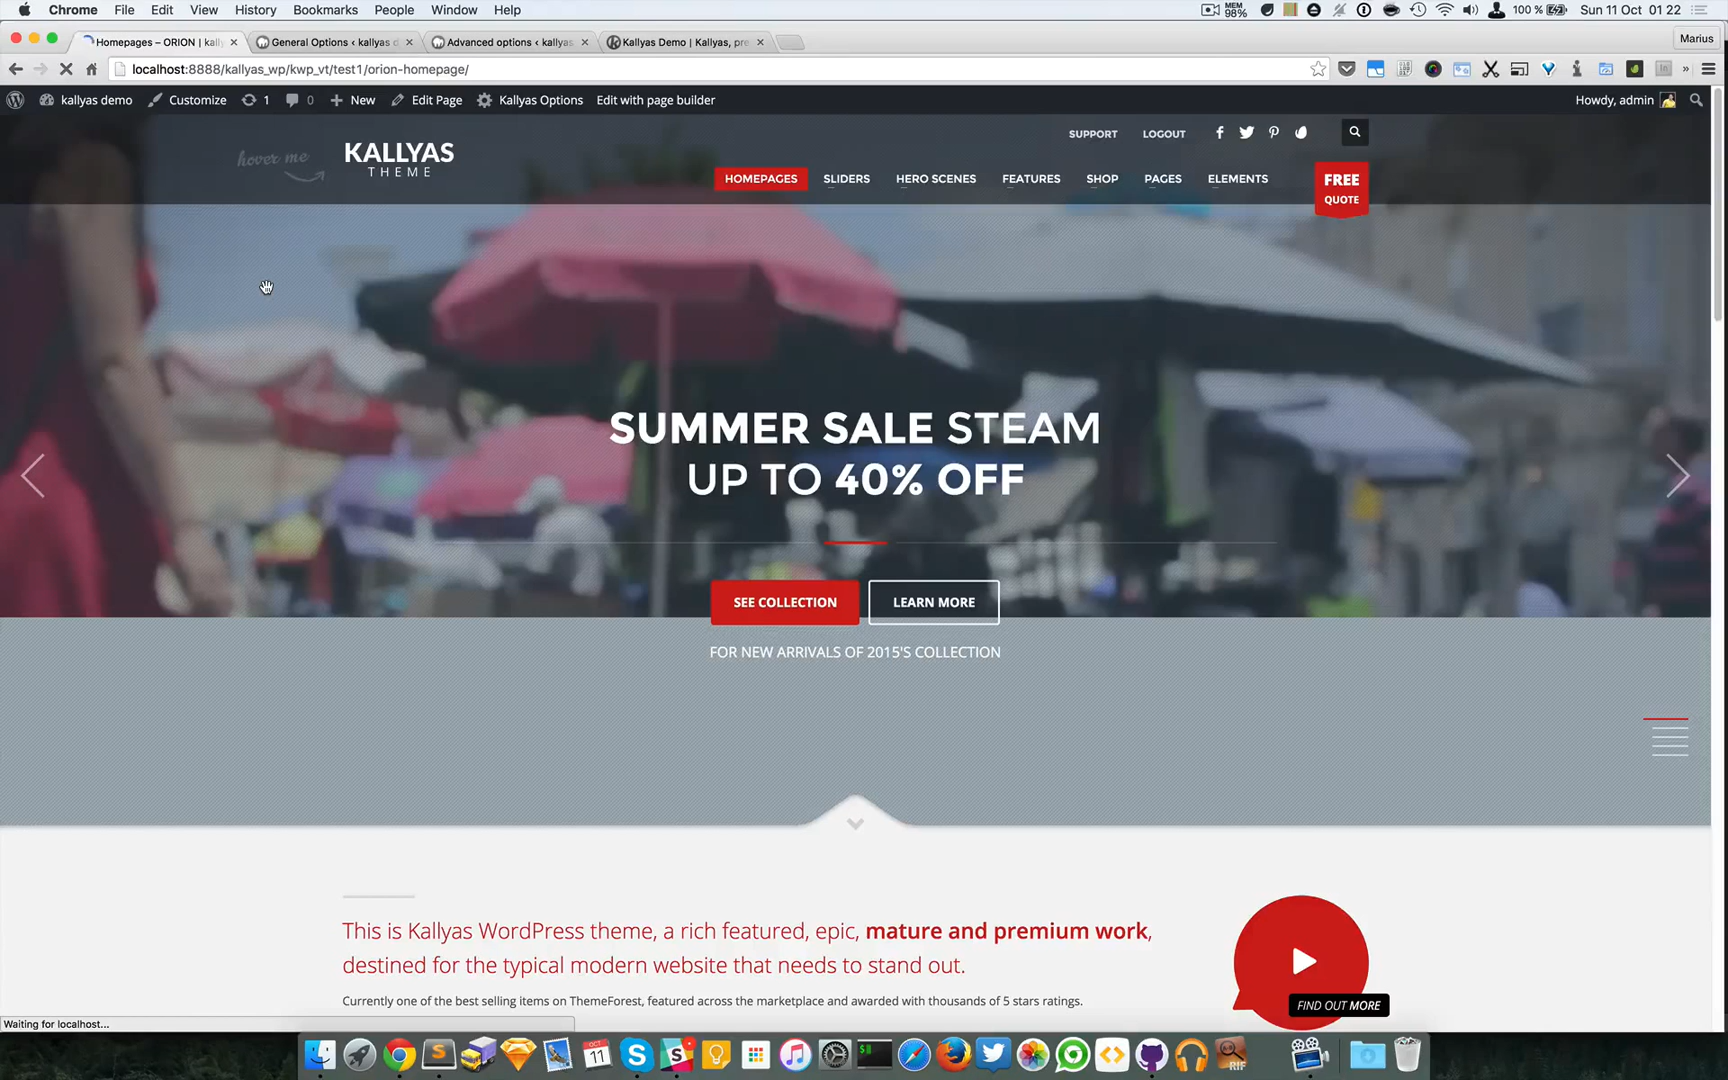 Chrome File Edit View History Bookmarks People Window Help MEM 98% 100 % Sun 11 Oct 01 22
Homepages – ORION | kally General Options ‹ kallyas d Advanced options ‹ kallyas Kallyas Demo | Kallyas, pre Marius
localhost:8888/kallyas_wp/kwp_vt/test1/orion-homepage/
kallyas demo Customize 1 0 New Edit Page Kallyas Options Edit with page builder Howdy, admin
SUPPORT LOGOUT
hover me KALLYAS
THEME
HOMEPAGES SLIDERS HERO SCENES FEATURES SHOP PAGES ELEMENTS
FREE
QUOTE
SUMMER SALE STEAM
UP TO 40% OFF
SEE COLLECTION LEARN MORE
FOR NEW ARRIVALS OF 2015'S COLLECTION
This is Kallyas WordPress theme, a rich featured, epic, mature and premium work,
destined for the typical modern website that needs to stand out.
Currently one of the best selling items on ThemeForest, featured across the marketplace and awarded with thousands of 5 stars ratings.
FIND OUT MORE
Waiting for localhost...
OCT
11
RIF